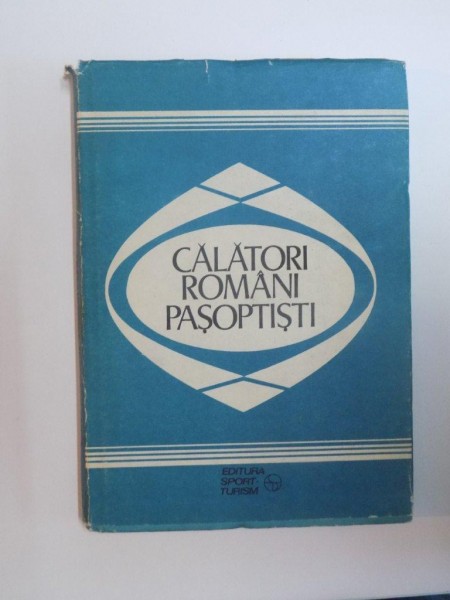 CĂLĂTORI
ROMÂNI
PAȘOPTIȘTI
EDITURA
SPORT-
TURISM